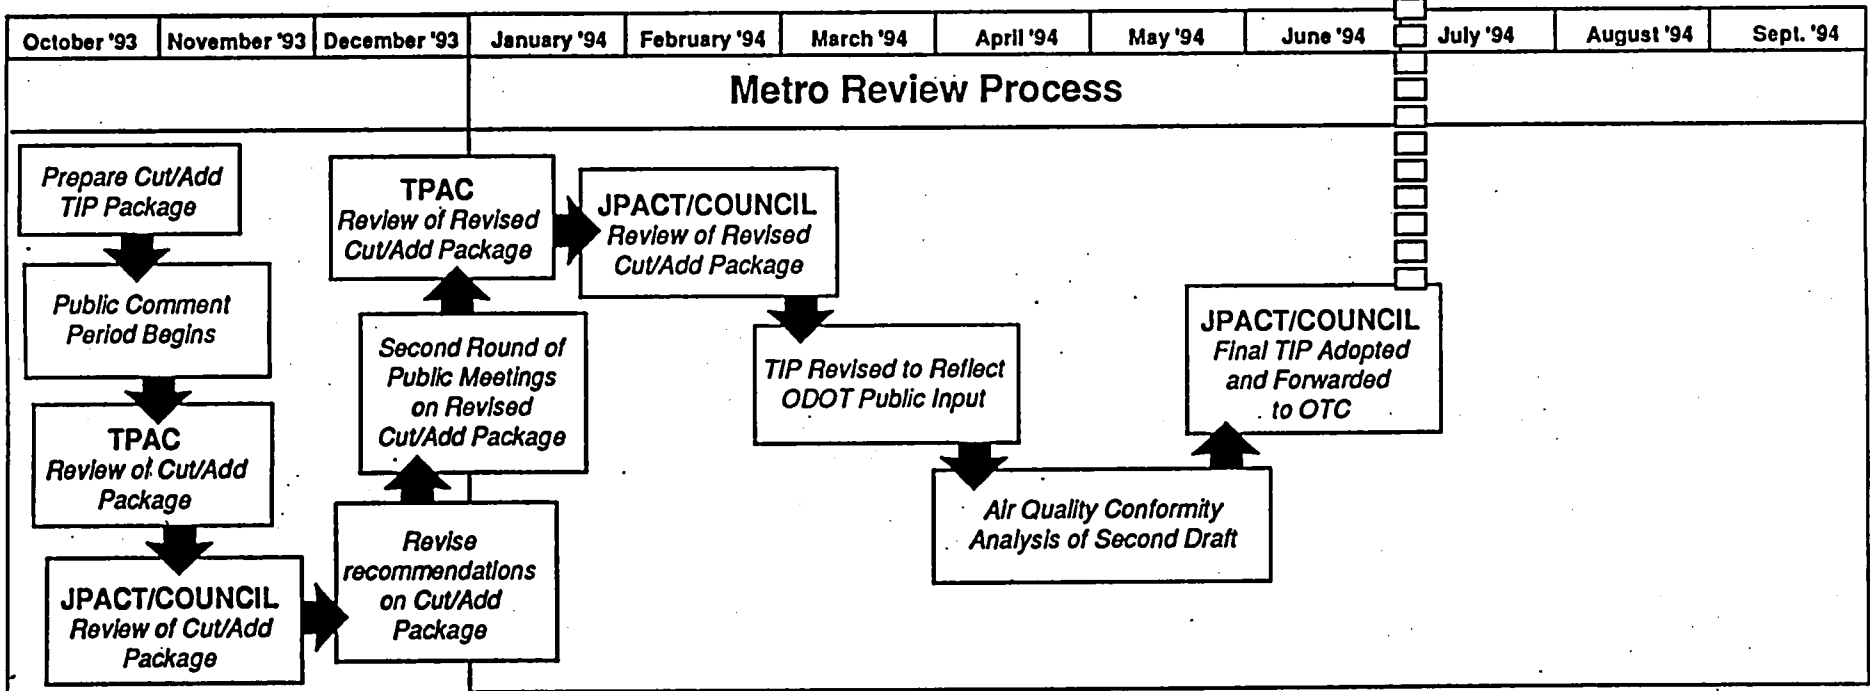 October '93 November '93 December '93 January '94 February '94 March '94 April '94 May '94 June '94 July '94 August '94 Sept. '94
Metro Review Process
Prepare Cut/Add
TIP Package
Public Comment
Period Begins
TPAC
Review of Cut/Add
Package
JPACT/COUNCIL
Review of Cut/Add
Package
Revise
recommendations
on Cut/Add
Package
Second Round of
Public Meetings
on Revised
Cut/Add Package
TPAC
Review of Revised
Cut/Add Package
JPACT/COUNCIL
Review of Revised
Cut/Add Package
TIP Revised to Reflect
ODOT Public Input
Air Quality Conformity
Analysis of Second Draft
JPACT/COUNCIL
Final TIP Adopted
and Forwarded
to OTC